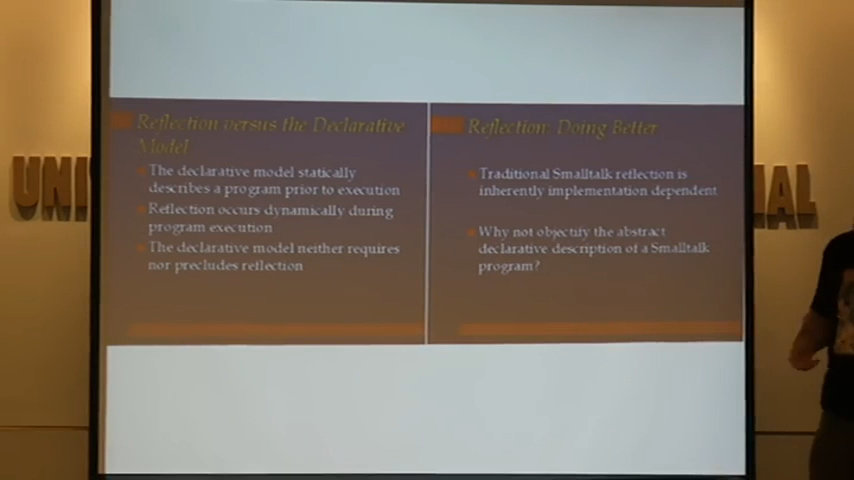 UNI
Reflection versus the Declarative
Model
The declarative model statically
describes a program prior to execution
Reflection occurs dynamically during
program execution
The declarative model neither requires
nor precludes reflection
Reflection: Doing Better
Traditional Smalltalk reflection is
inherently implementation dependent
Why not objectify the abstract
declarative description of a Smalltalk
program?
AL